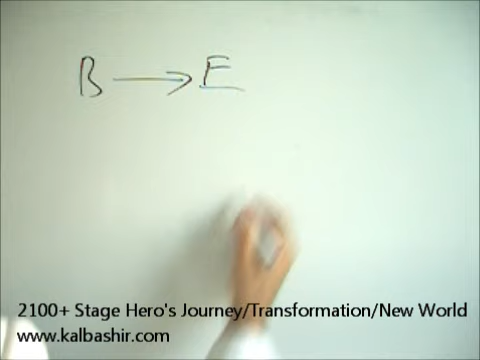 B → E
2100+ Stage Hero's Journey/Transformation/New World
www.kalbashir.com